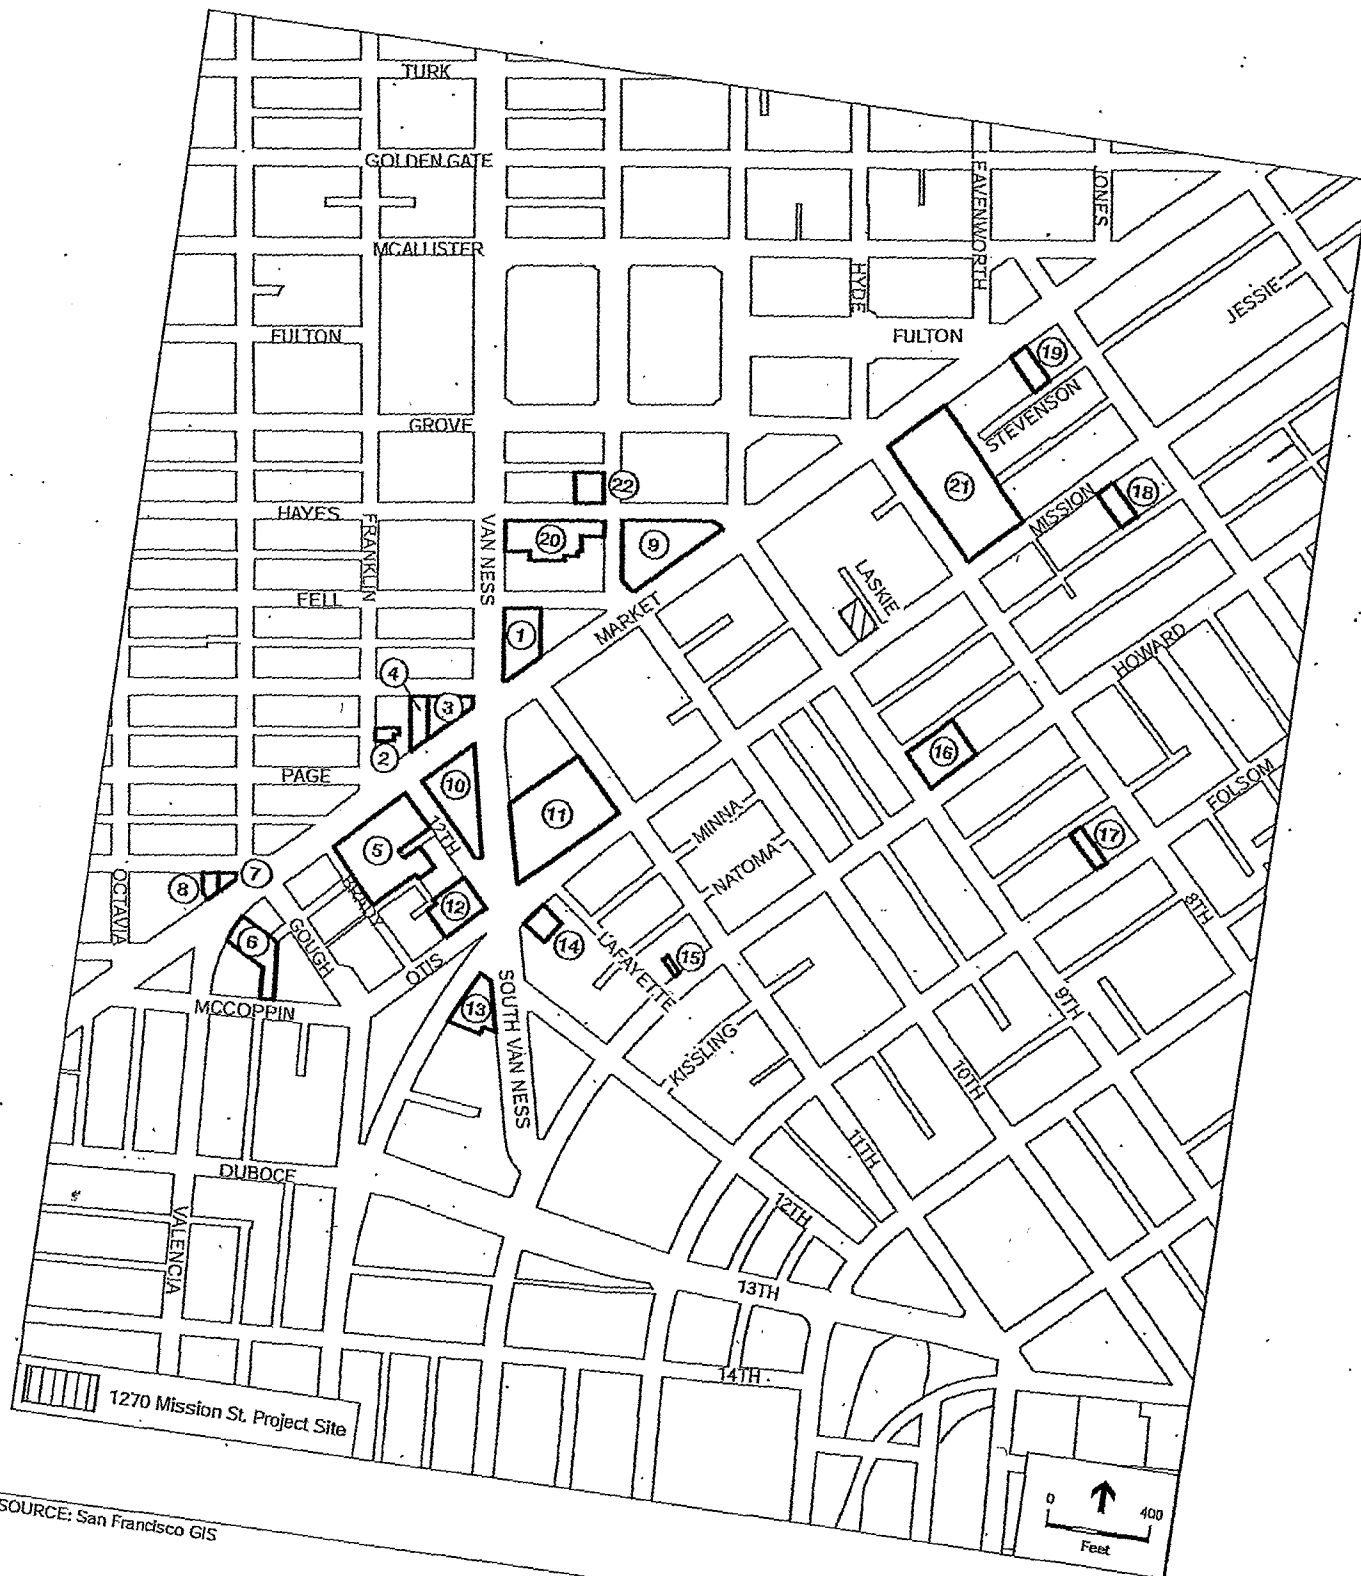 TURK
GOLDEN GATE
MCALLISTER
EAVENWORTH
JONES
HYDE
FULTON
FULTON
JESSIE
19
STEVENSON
GROVE
22
21
18
MISSION
HAYES
FRANKLIN
VAN NESS
20
9
LASKIE
FELL
MARKET
1
HOWARD
4
3
2
16
PAGE
10
11
MINNA
FOLSOM
5
12TH
17
NATOMA
7
8
OCTAVIA
BRADY
12
8TH
6
GOUGH
14
LAFAYETTE
15
OTIS
MCCOPPIN
13
SOUTH VAN NESS
9TH
KISSLING
10TH
11TH
DUBOCE
VALENCIA
12TH
13TH
14TH
1270 Mission St. Project Site
0 400
Feet
SOURCE: San Francisco GIS